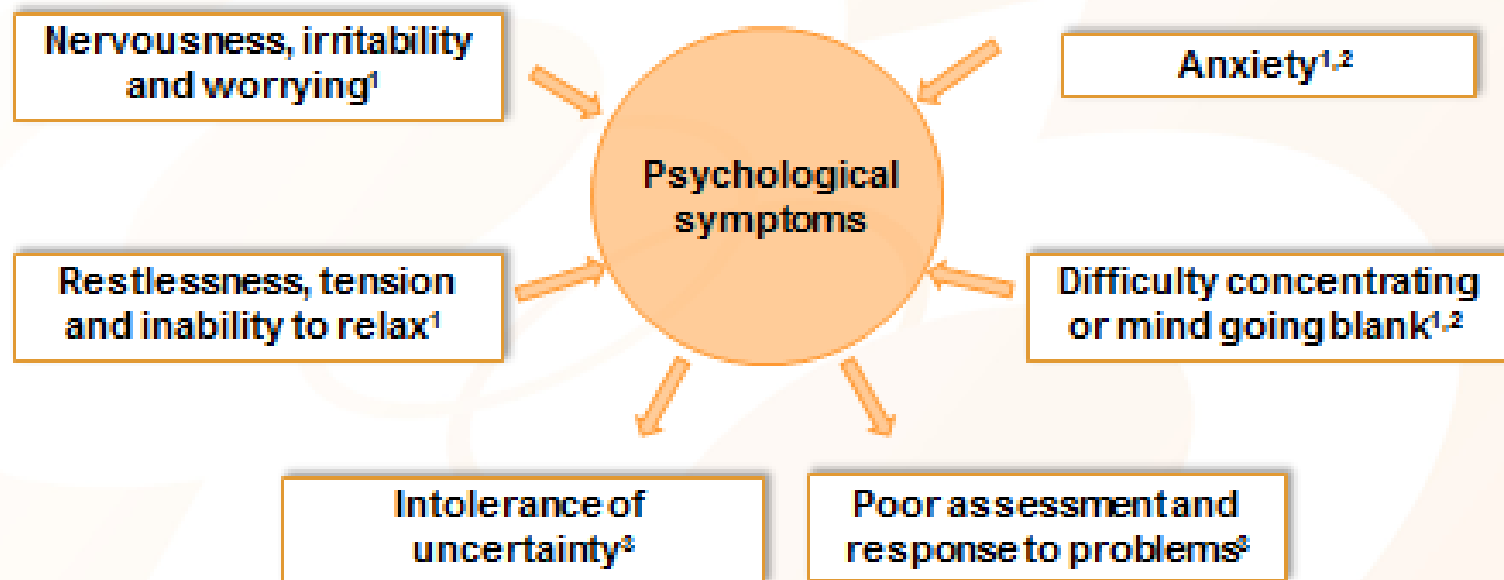 Nervousness, irritability
and worrying¹
Anxiety¹,²
Psychological
symptoms
Restlessness, tension
and inability to relax¹
Difficulty concentrating
or mind going blank¹,²
Intolerance of
uncertainty³
Poor assessment and
response to problems³